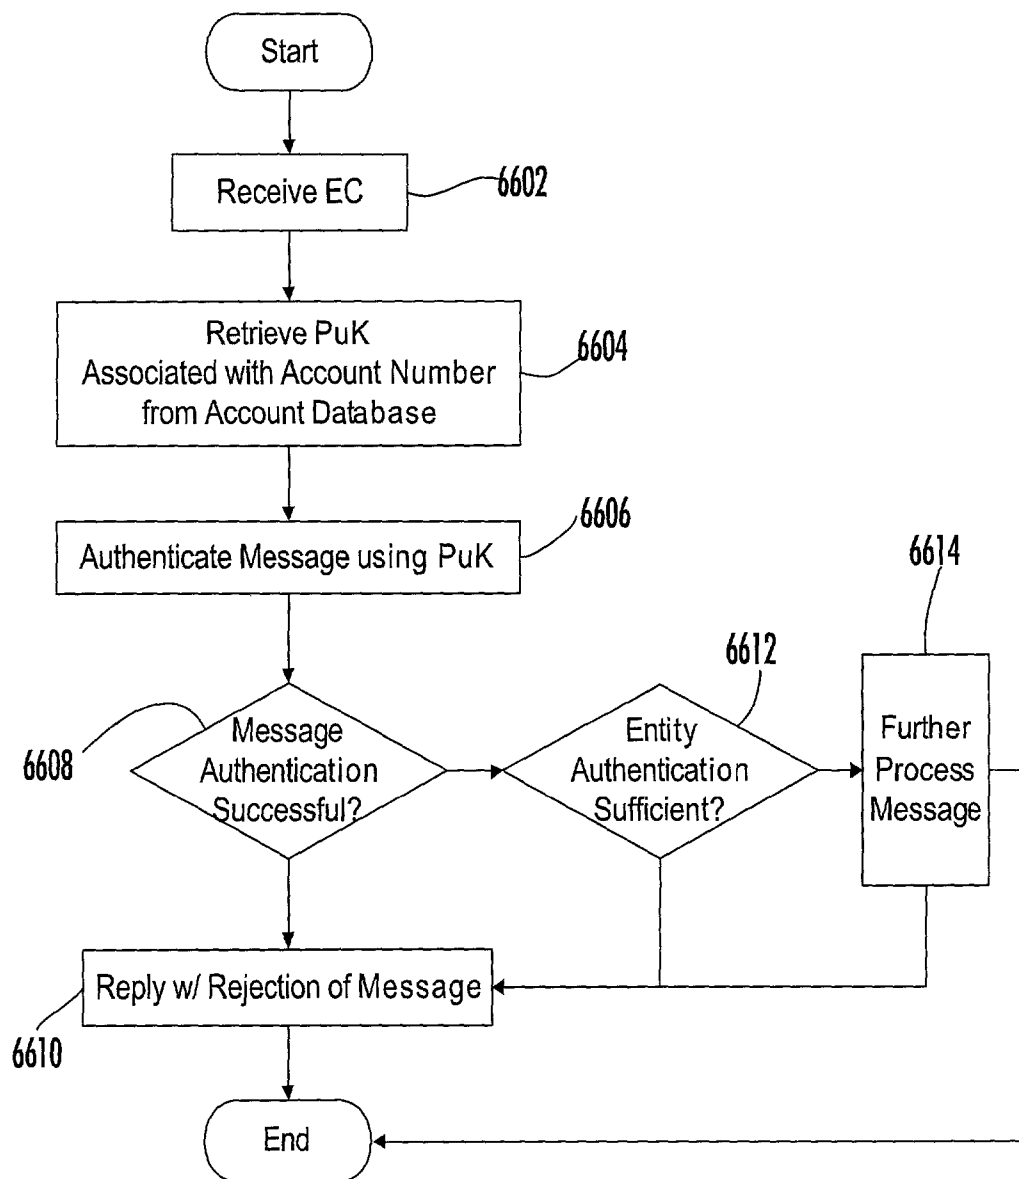 Start
Receive EC
6602
Retrieve PuK
Associated with Account Number
from Account Database
6604
Authenticate Message using PuK
6606
Message
Authentication
Successful?
6608
Entity
Authentication
Sufficient?
6612
Further
Process
Message
6614
Reply w/ Rejection of Message
6610
End